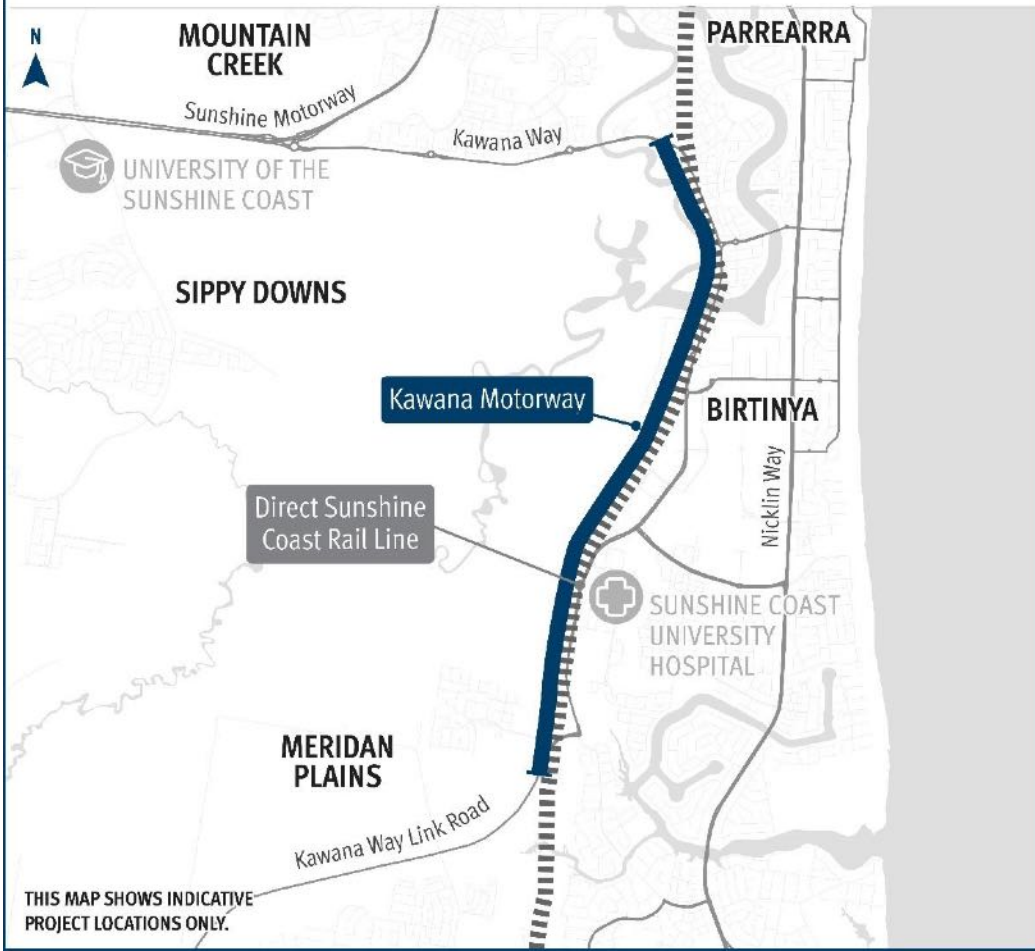 N
MOUNTAIN
CREEK
PARREARRA
Sunshine Motorway
Kawana Way
UNIVERSITY OF THE
SUNSHINE COAST
SIPPY DOWNS
Kawana Motorway
BIRTINYA
Nicklin Way
Direct Sunshine
Coast Rail Line
SUNSHINE COAST
UNIVERSITY
HOSPITAL
MERIDAN
PLAINS
Kawana Way Link Road
THIS MAP SHOWS INDICATIVE
PROJECT LOCATIONS ONLY.